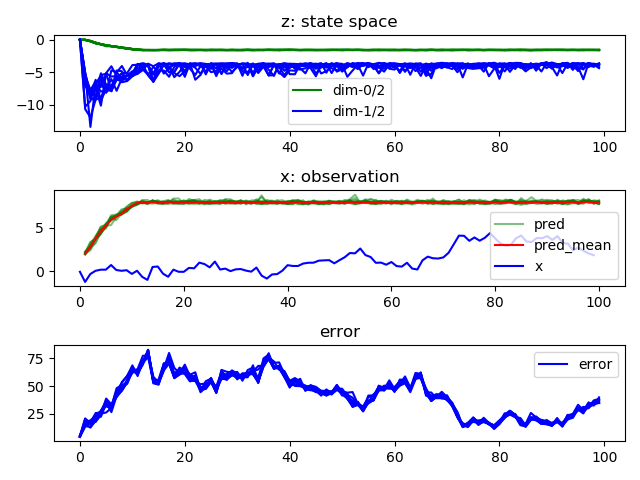 z: state space
0
−5
−10
dim-0/2
dim-1/2
0 20 40 60 80 100
x: observation
5
0
pred
pred_mean
x
0 20 40 60 80 100
error
75
50
25
error
0 20 40 60 80 100